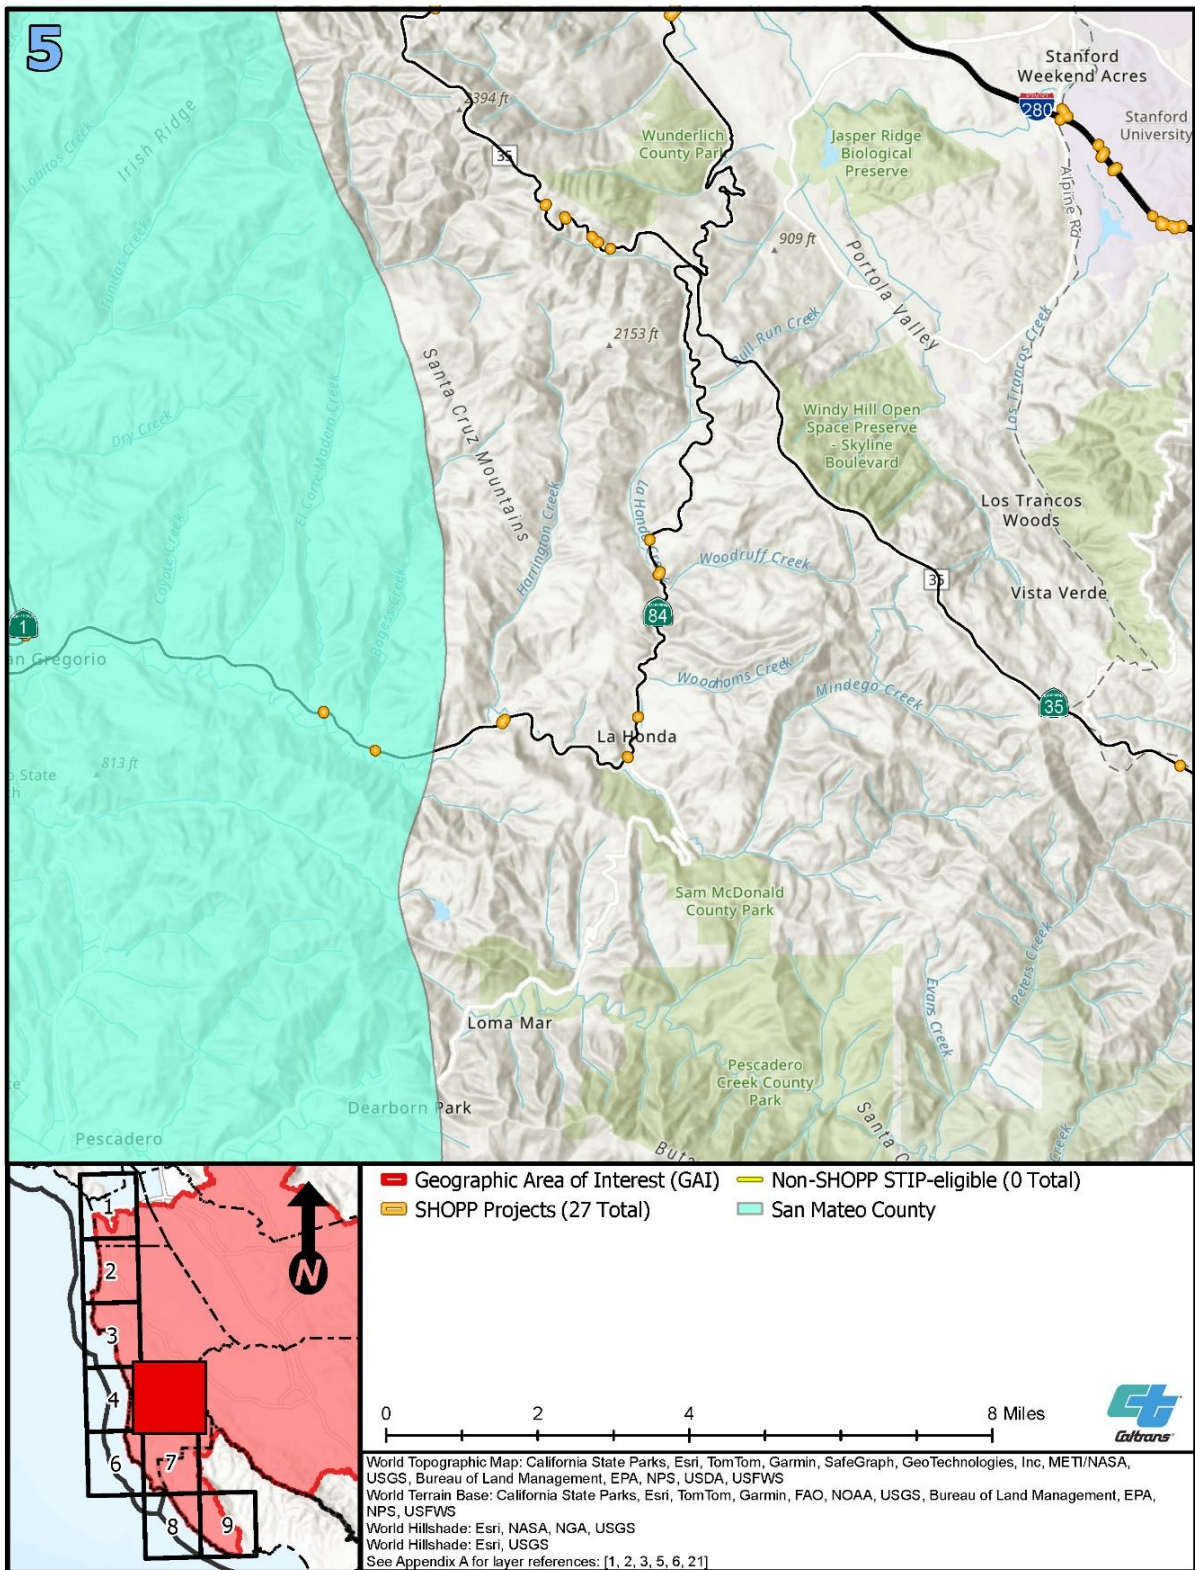 5
Stanford
Weekend Acres
280
Stanford
University
2394 ft
Lobitos Creek
Irish Ridge
Wunderlich
County Park
Jasper Ridge
Biological
Preserve
35
Alpine Rd
909 ft
Portola Valley
Tunitas Creek
2153 ft
Bull Run Creek
Los Trancos Creek
Santa Cruz Mountains
Dry Creek
El Corte Madera Creek
Windy Hill Open
Space Preserve
- Skyline
Boulevard
Harrington Creek
La Honda Creek
Los Trancos
Woods
Coyote Creek
Bogess Creek
Woodruff Creek
35
Vista Verde
1
84
an Gregorio
Woodhams Creek
Mindego Creek
35
La Honda
813 ft
o State
ch
Sam McDonald
County Park
Evans Creek
Peters Creek
Loma Mar
Pescadero
Creek County
Park
te
Dearborn Park
Pescadero
Santa C
Creek
Buta
1
2
3
4
6
7
8
9
N
Geographic Area of Interest (GAI)
Non-SHOPP STIP-eligible (0 Total)
SHOPP Projects (27 Total)
San Mateo County
0 2 4 8 Miles
Caltrans
World Topographic Map: California State Parks, Esri, TomTom, Garmin, SafeGraph, GeoTechnologies, Inc, METI/NASA,
USGS, Bureau of Land Management, EPA, NPS, USDA, USFWS
World Terrain Base: California State Parks, Esri, TomTom, Garmin, FAO, NOAA, USGS, Bureau of Land Management, EPA,
NPS, USFWS
World Hillshade: Esri, NASA, NGA, USGS
World Hillshade: Esri, USGS
See Appendix A for layer references: [1, 2, 3, 5, 6, 21]